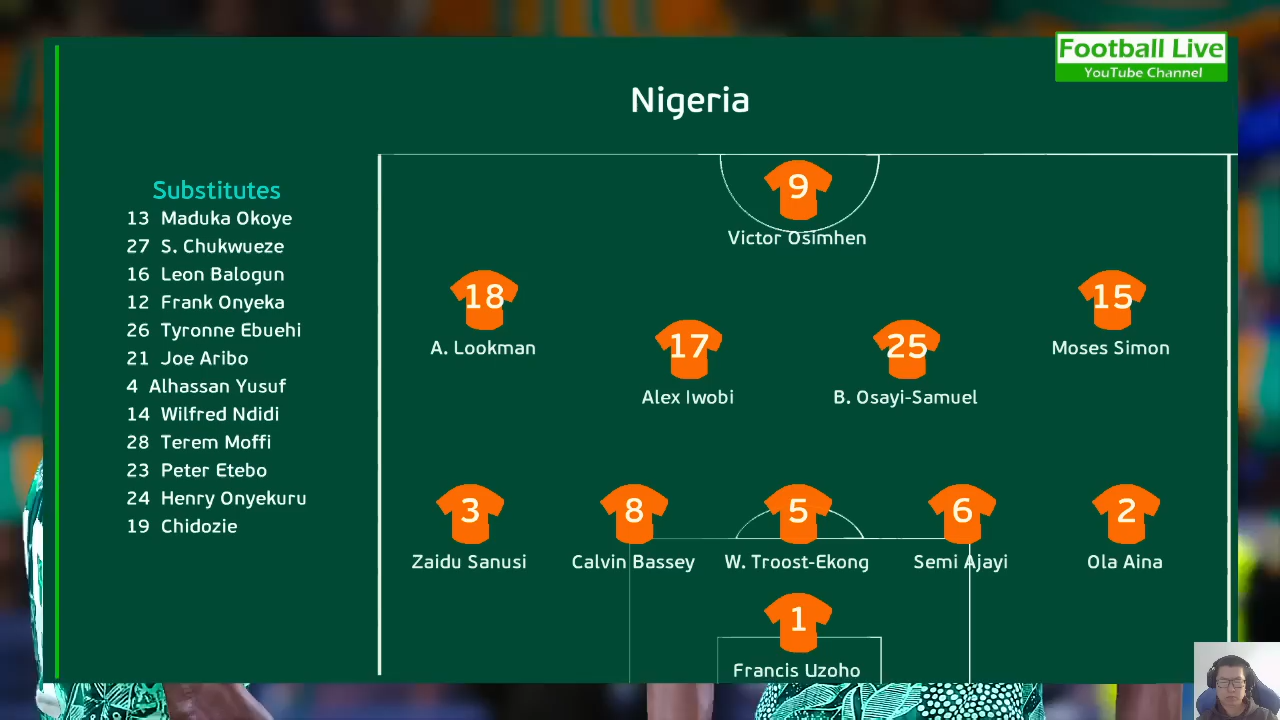 Football Live
YouTube Channel
Nigeria
Substitutes
13 Maduka Okoye
27 S. Chukwueze
16 Leon Balogun
12 Frank Onyeka
26 Tyronne Ebuehi
21 Joe Aribo
4 Alhassan Yusuf
14 Wilfred Ndidi
28 Terem Moffi
23 Peter Etebo
24 Henry Onyekuru
19 Chidozie
9
Victor Osimhen
18
A. Lookman
15
Moses Simon
17
Alex Iwobi
25
B. Osayi-Samuel
3
Zaidu Sanusi
8
Calvin Bassey
5
W. Troost-Ekong
6
Semi Ajayi
2
Ola Aina
1
Francis Uzoho